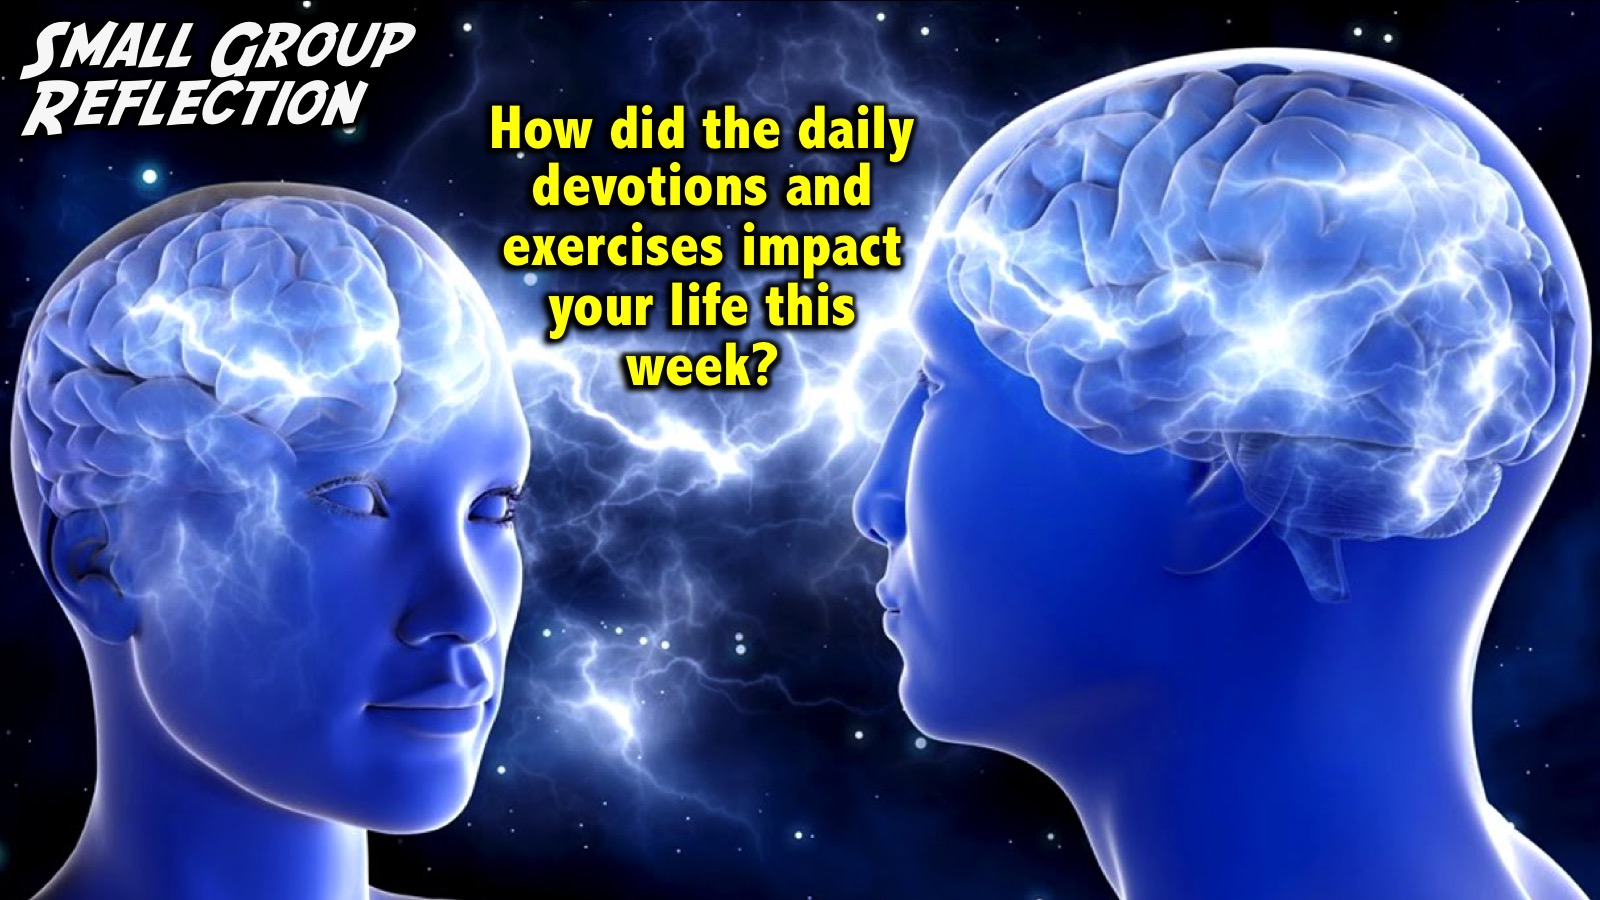 Small Group
Reflection
How did the daily
devotions and
exercises impact
your life this
week?